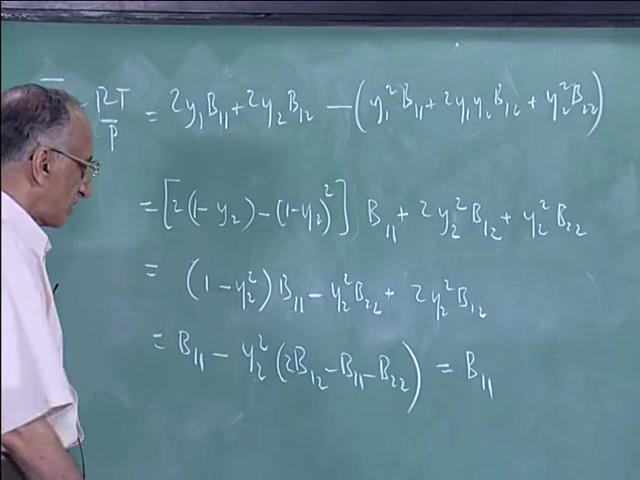 RT/P = 2y₁B₁₁ + 2y₂B₁₂ — (y₁²B₁₁ + 2y₁y₂B₁₂ + y₂²B₂₂)
= [2(1 - y₂) - (1 - y₂)²] B₁₁ + 2y₂²B₁₂ + y₂²B₂₂
= (1 - y₂²)B₁₁ - y₂²B₂₂ + 2y₂²B₁₂
= B₁₁ - y₂²(2B₁₂ - B₁₁ - B₂₂) = B₁₁